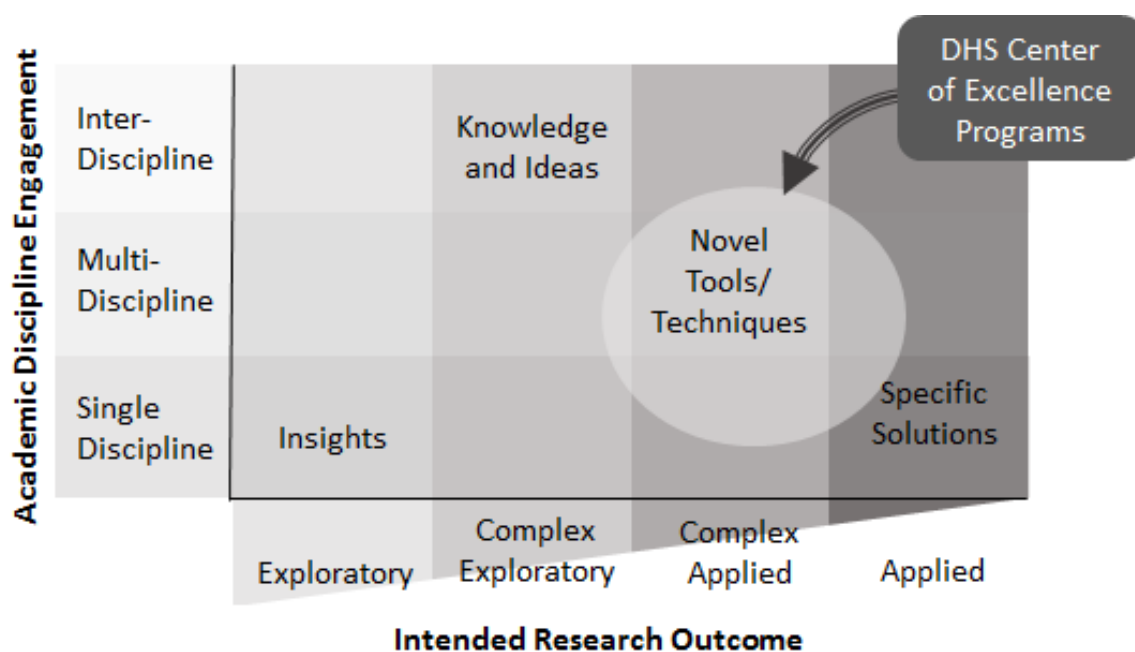 Academic Discipline Engagement
DHS Center
of Excellence
Programs
Inter-
Discipline
Knowledge
and Ideas
Multi-
Discipline
Novel
Tools/
Techniques
Single
Discipline
Insights
Specific
Solutions
Exploratory
Complex
Exploratory
Complex
Applied
Applied
Intended Research Outcome